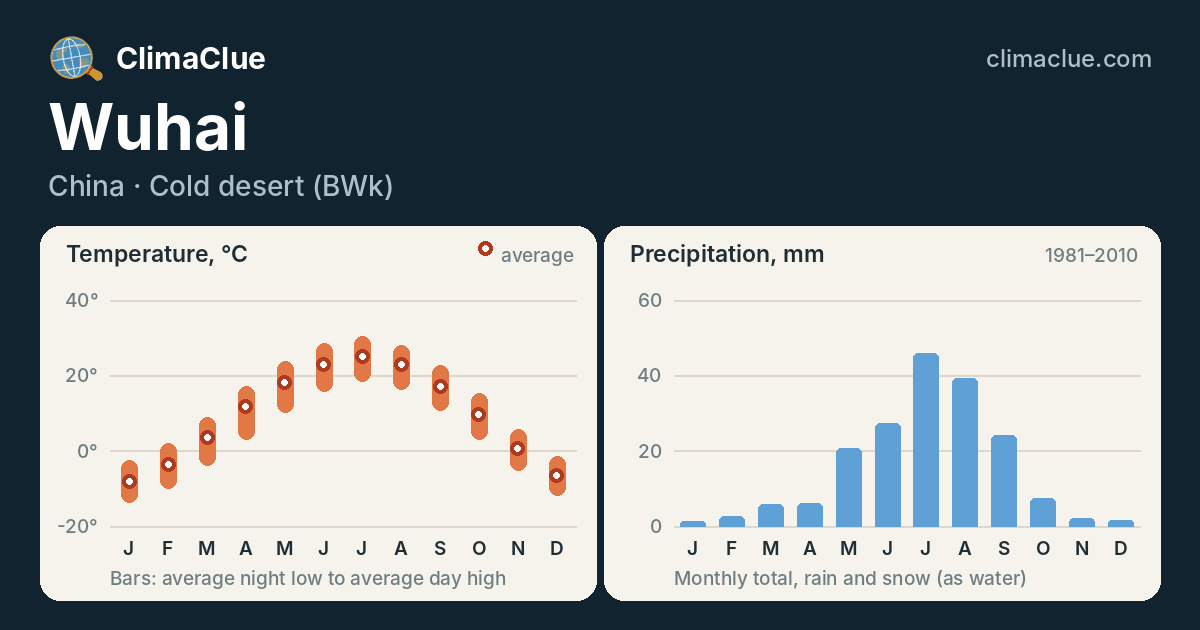 ClimaClue
climaclue.com
Wuhai
China · Cold desert (BWk)
Temperature, °C
average
40°
20°
0°
-20°
J F M A M J J A S O N D
Bars: average night low to average day high
Precipitation, mm
1981–2010
60
40
20
0
J F M A M J J A S O N D
Monthly total, rain and snow (as water)